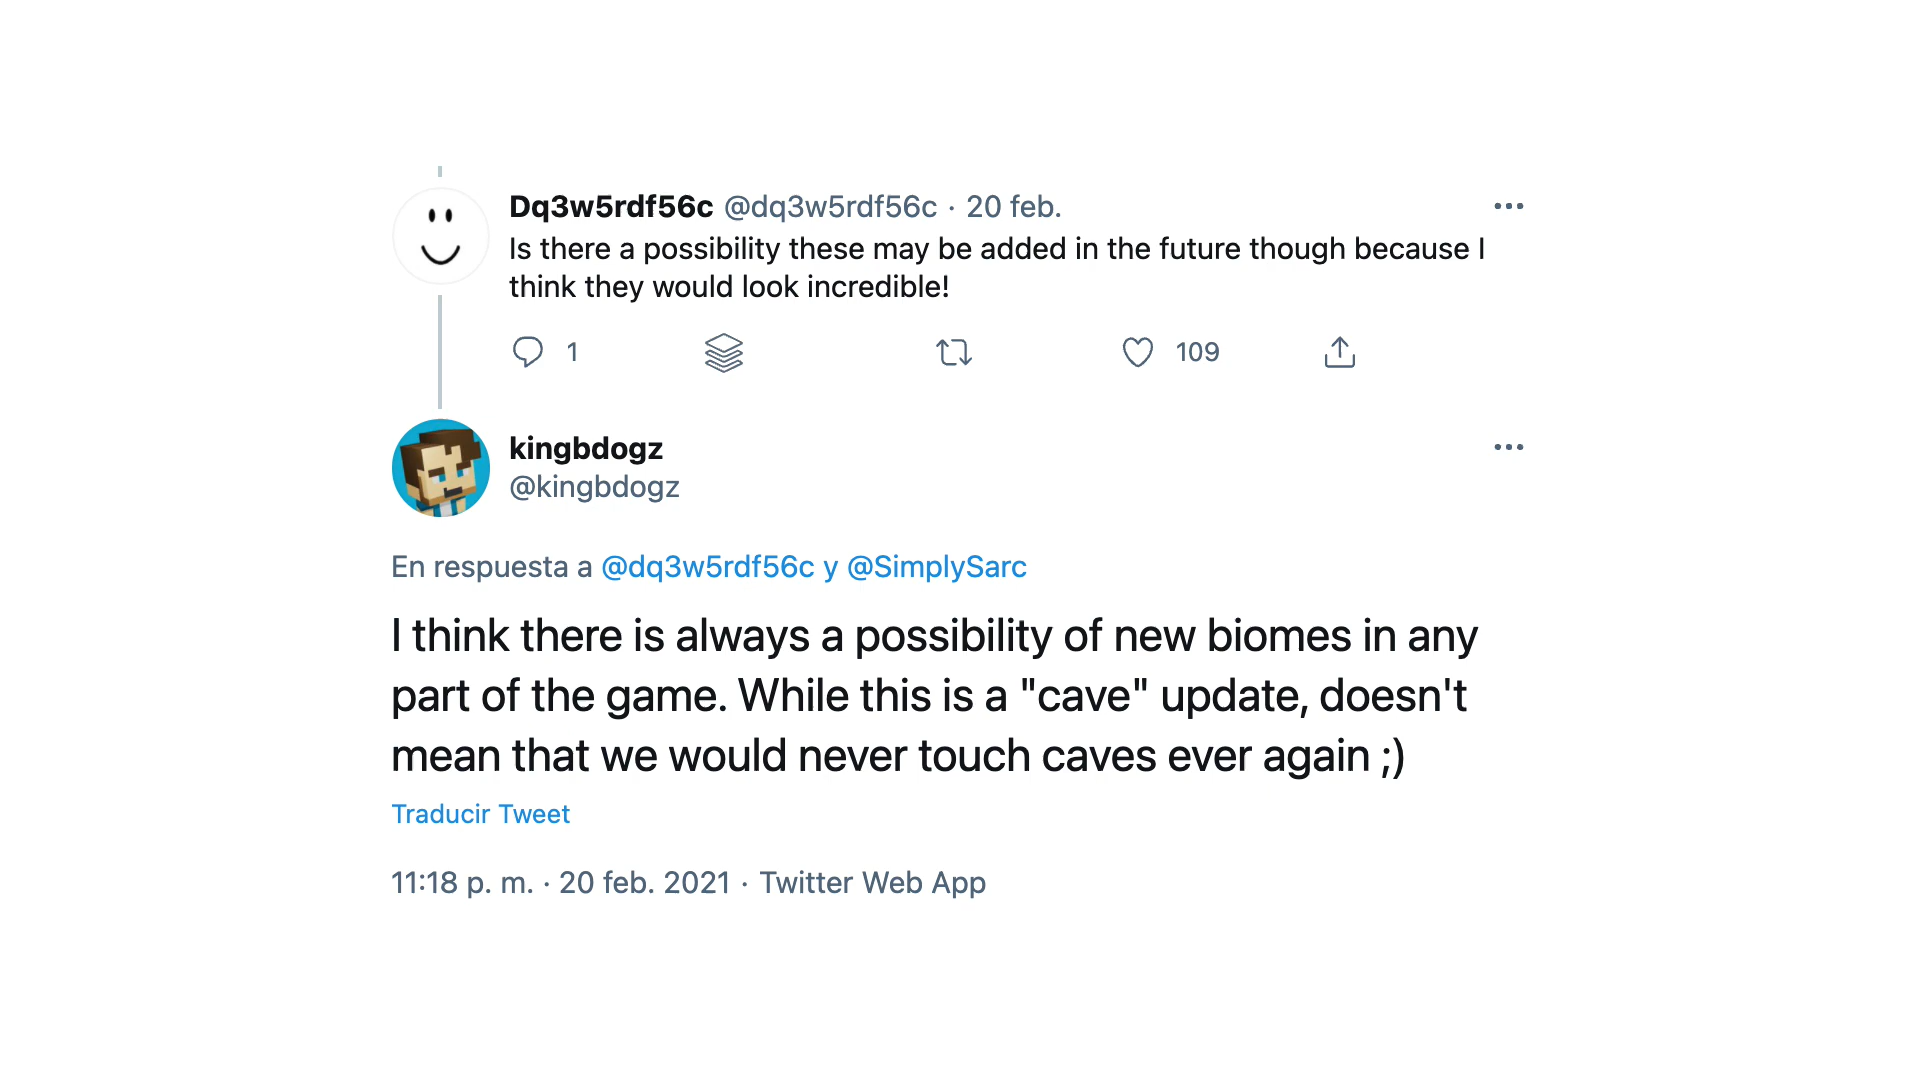 Dq3w5rdf56c @dq3w5rdf56c · 20 feb.
Is there a possibility these may be added in the future though because I
think they would look incredible!
1 109
kingbdogz
@kingbdogz
En respuesta a @dq3w5rdf56c y @SimplySarc
I think there is always a possibility of new biomes in any
part of the game. While this is a "cave" update, doesn't
mean that we would never touch caves ever again ;)
Traducir Tweet
11:18 p. m. · 20 feb. 2021 · Twitter Web App